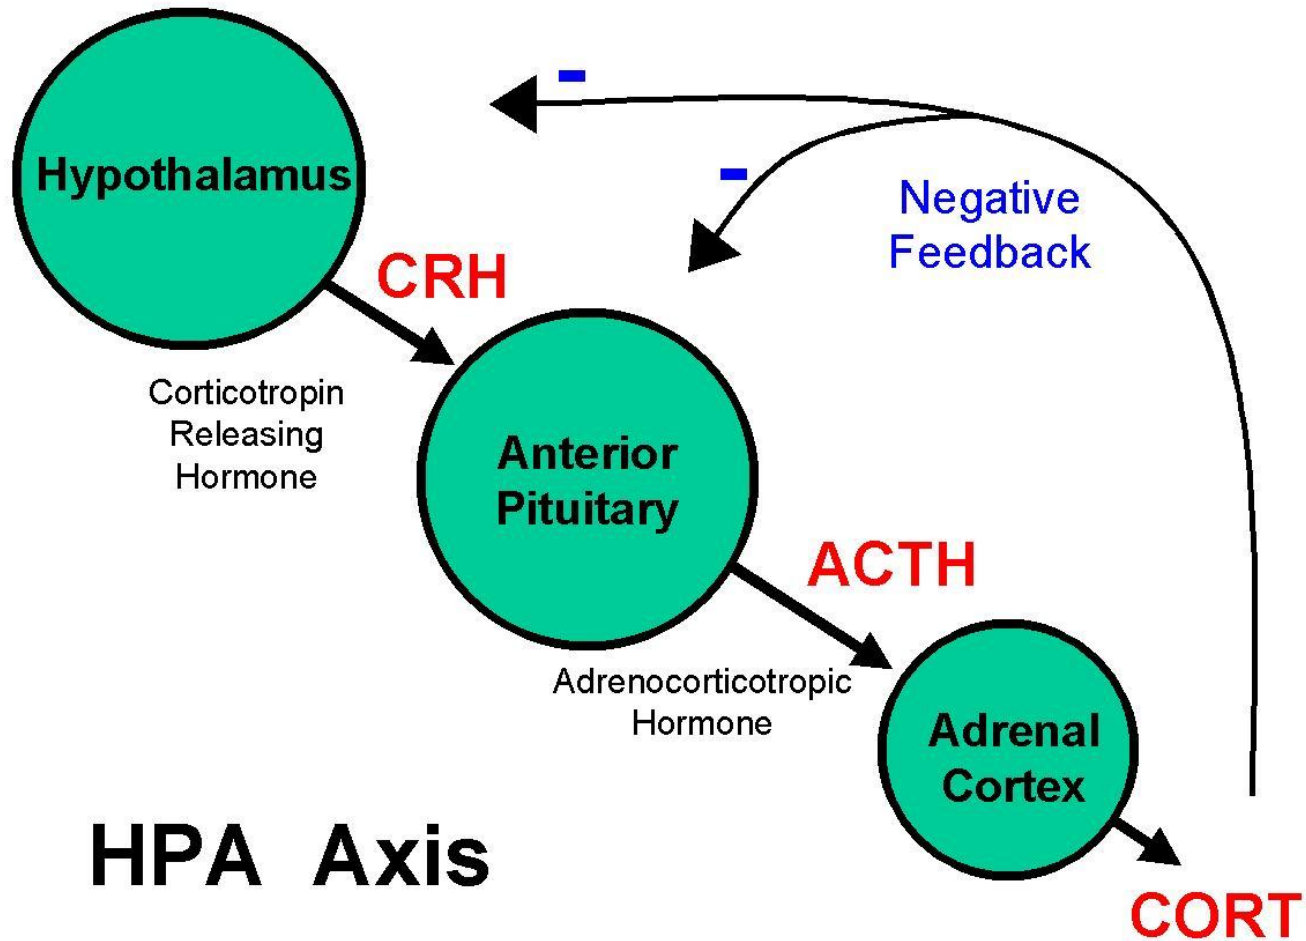 -
Hypothalamus
-
Negative
Feedback
CRH
Corticotropin
Releasing
Hormone
Anterior
Pituitary
ACTH
Adrenocorticotropic
Hormone
Adrenal
Cortex
HPA Axis
CORT